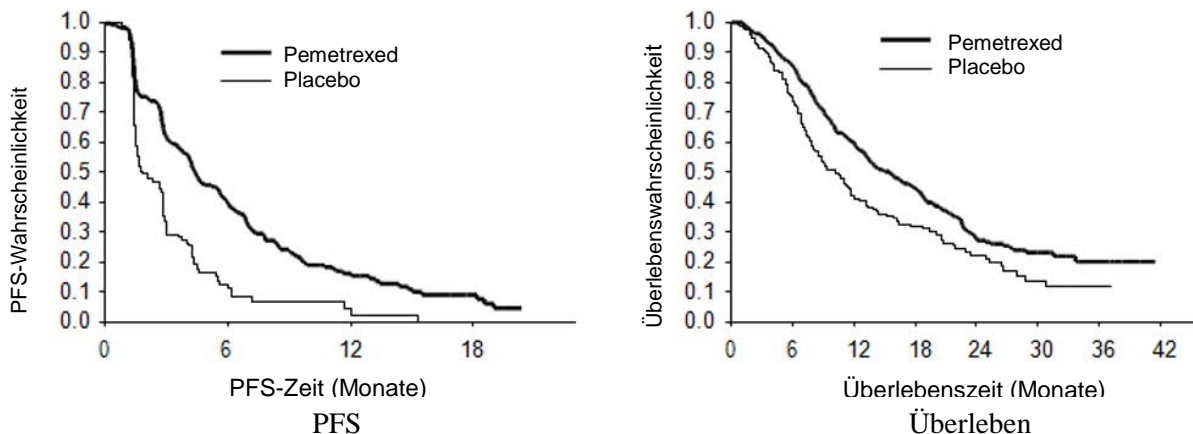 1.0
0.9
0.8
0.7
0.6
0.5
0.4
0.3
0.2
0.1
0.0
PFS-Wahrscheinlichkeit
Pemetrexed
Placebo
0 6 12 18
PFS-Zeit (Monate)
PFS
1.0
0.9
0.8
0.7
0.6
0.5
0.4
0.3
0.2
0.1
0.0
Überlebenswahrscheinlichkeit
Pemetrexed
Placebo
0 6 12 18 24 30 36 42
Überlebenszeit (Monate)
Überleben